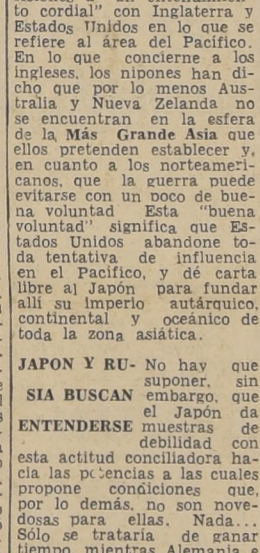 to cordial” con Inglaterra y
Estados Unidos en lo que se
refiere al área del Pacífico.
En lo que concierne a los
ingleses, los nipones han di-
cho que por lo menos Aus-
tralia y Nueva Zelanda no
se encuentran en la esfera
de la Más Grande Asia que
ellos pretenden establecer y,
en cuanto a los norteameri-
canos, que la guerra puede
evitarse con un poco de bue-
na voluntad Esta “buena
voluntad” significa que Es-
tados Unidos abandone to-
da tentativa de influencia
en el Pacífico, y dé carta
libre al Japón para fundar
allí su imperio autárquico,
continental y oceánico de
toda la zona asiática.
JAPON Y RU-
SIA BUSCAN
ENTENDERSE
No hay que
suponer, sin
embargo, que
el Japón da
muestras de
debilidad con
esta actitud conciliadora ha-
cia las potencias a las cuales
propone condiciones que,
por lo demás, no son nove-
dosas para ellas. Nada...
Sólo se trataría de ganar
tiempo mientras Alemania